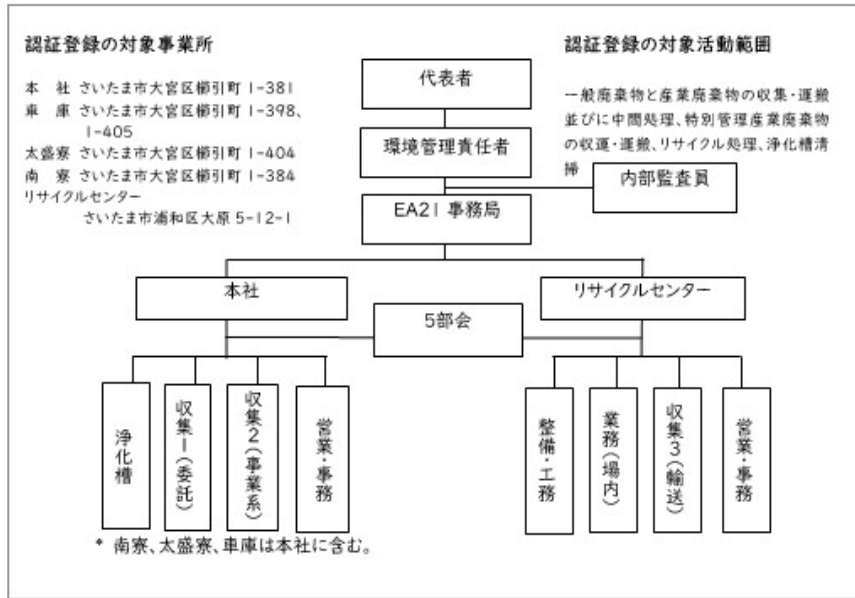 認証登録の対象事業所
本　社 さいたま市大宮区櫛引町 1-381
車　庫 さいたま市大宮区櫛引町 1-398、
1-405
太盛寮 さいたま市大宮区櫛引町 1-404
南　寮 さいたま市大宮区櫛引町 1-384
リサイクルセンター
さいたま市浦和区大原 5-12-1
認証登録の対象活動範囲
一般廃棄物と産業廃棄物の収集・運搬
並びに中間処理、特別管理産業廃棄物
の収運・運搬、リサイクル処理、浄化槽清
掃
代表者
環境管理責任者
内部監査員
EA21 事務局
本社
リサイクルセンター
5部会
浄化槽
収集1(委託)
収集2(事業系)
営業・事務
整備・工務
業務(場内)
収集3(輸送)
営業・事務
* 南寮、太盛寮、車庫は本社に含む。